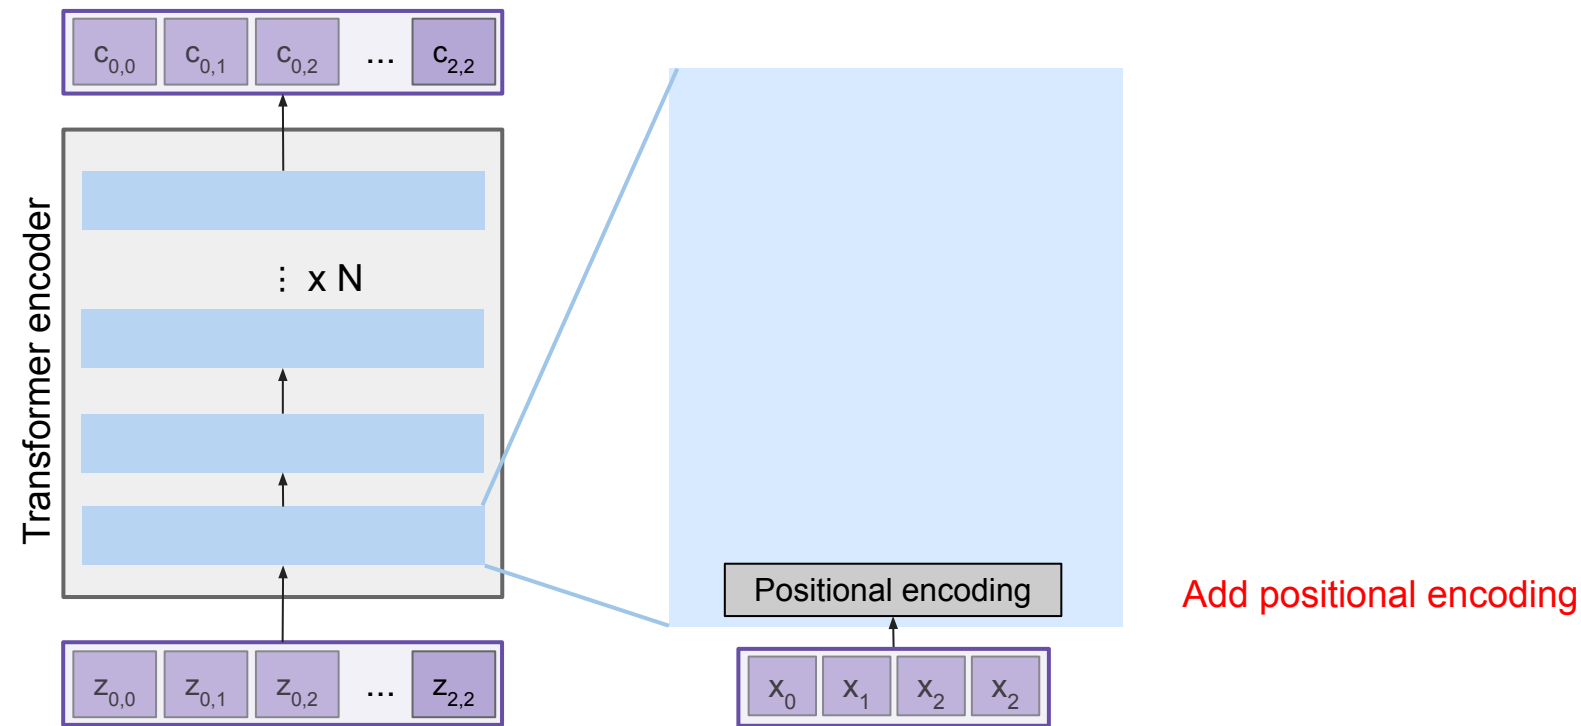 c0,0 c0,1 c0,2 ... c2,2
Transformer encoder
⋮ x N
Positional encoding
Add positional encoding
z0,0 z0,1 z0,2 ... z2,2
x0 x1 x2 x2